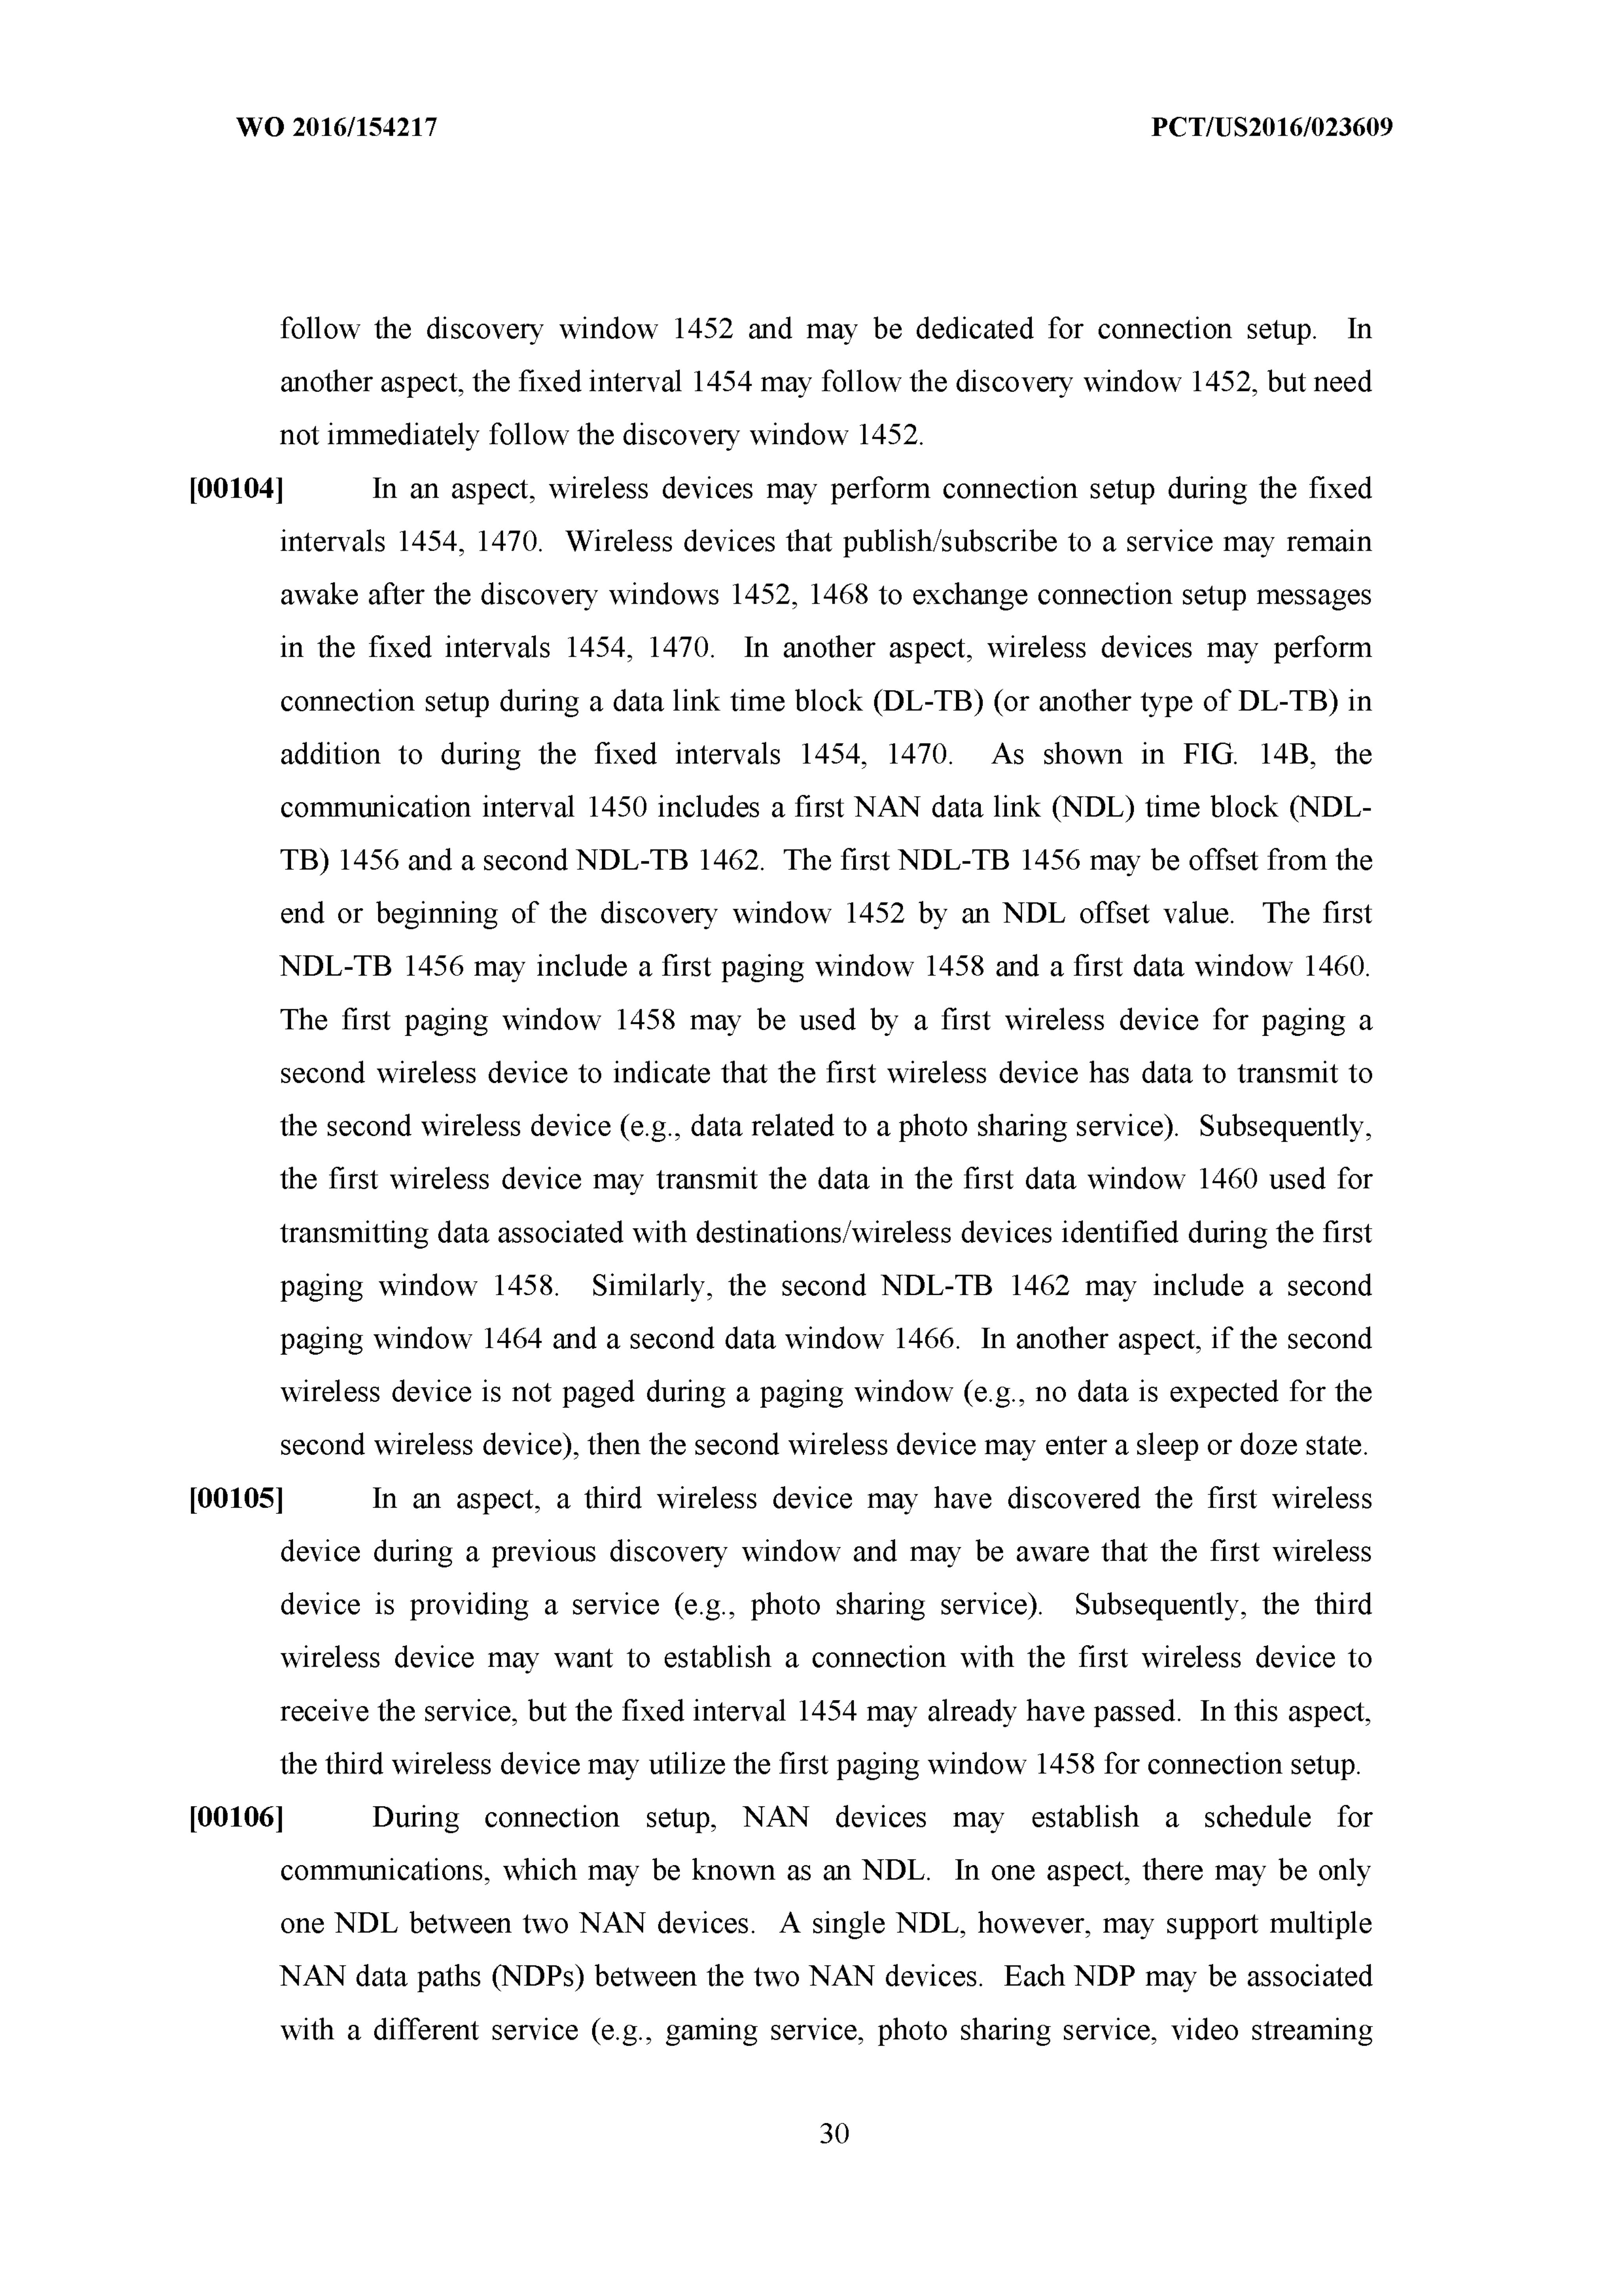 WO 2016/154217 PCT/US2016/023609
follow the discovery window 1452 and may be dedicated for connection setup. In
another aspect, the fixed interval 1454 may follow the discovery window 1452, but need
not immediately follow the discovery window 1452.
[00104] In an aspect, wireless devices may perform connection setup during the fixed
intervals 1454, 1470. Wireless devices that publish/subscribe to a service may remain
awake after the discovery windows 1452, 1468 to exchange connection setup messages
in the fixed intervals 1454, 1470. In another aspect, wireless devices may perform
connection setup during a data link time block (DL-TB) (or another type of DL-TB) in
addition to during the fixed intervals 1454, 1470. As shown in FIG. 14B, the
communication interval 1450 includes a first NAN data link (NDL) time block (NDL-
TB) 1456 and a second NDL-TB 1462. The first NDL-TB 1456 may be offset from the
end or beginning of the discovery window 1452 by an NDL offset value. The first
NDL-TB 1456 may include a first paging window 1458 and a first data window 1460.
The first paging window 1458 may be used by a first wireless device for paging a
second wireless device to indicate that the first wireless device has data to transmit to
the second wireless device (e.g., data related to a photo sharing service). Subsequently,
the first wireless device may transmit the data in the first data window 1460 used for
transmitting data associated with destinations/wireless devices identified during the first
paging window 1458. Similarly, the second NDL-TB 1462 may include a second
paging window 1464 and a second data window 1466. In another aspect, if the second
wireless device is not paged during a paging window (e.g., no data is expected for the
second wireless device), then the second wireless device may enter a sleep or doze state.
[00105] In an aspect, a third wireless device may have discovered the first wireless
device during a previous discovery window and may be aware that the first wireless
device is providing a service (e.g., photo sharing service). Subsequently, the third
wireless device may want to establish a connection with the first wireless device to
receive the service, but the fixed interval 1454 may already have passed. In this aspect,
the third wireless device may utilize the first paging window 1458 for connection setup.
[00106] During connection setup, NAN devices may establish a schedule for
communications, which may be known as an NDL. In one aspect, there may be only
one NDL between two NAN devices. A single NDL, however, may support multiple
NAN data paths (NDPs) between the two NAN devices. Each NDP may be associated
with a different service (e.g., gaming service, photo sharing service, video streaming
30